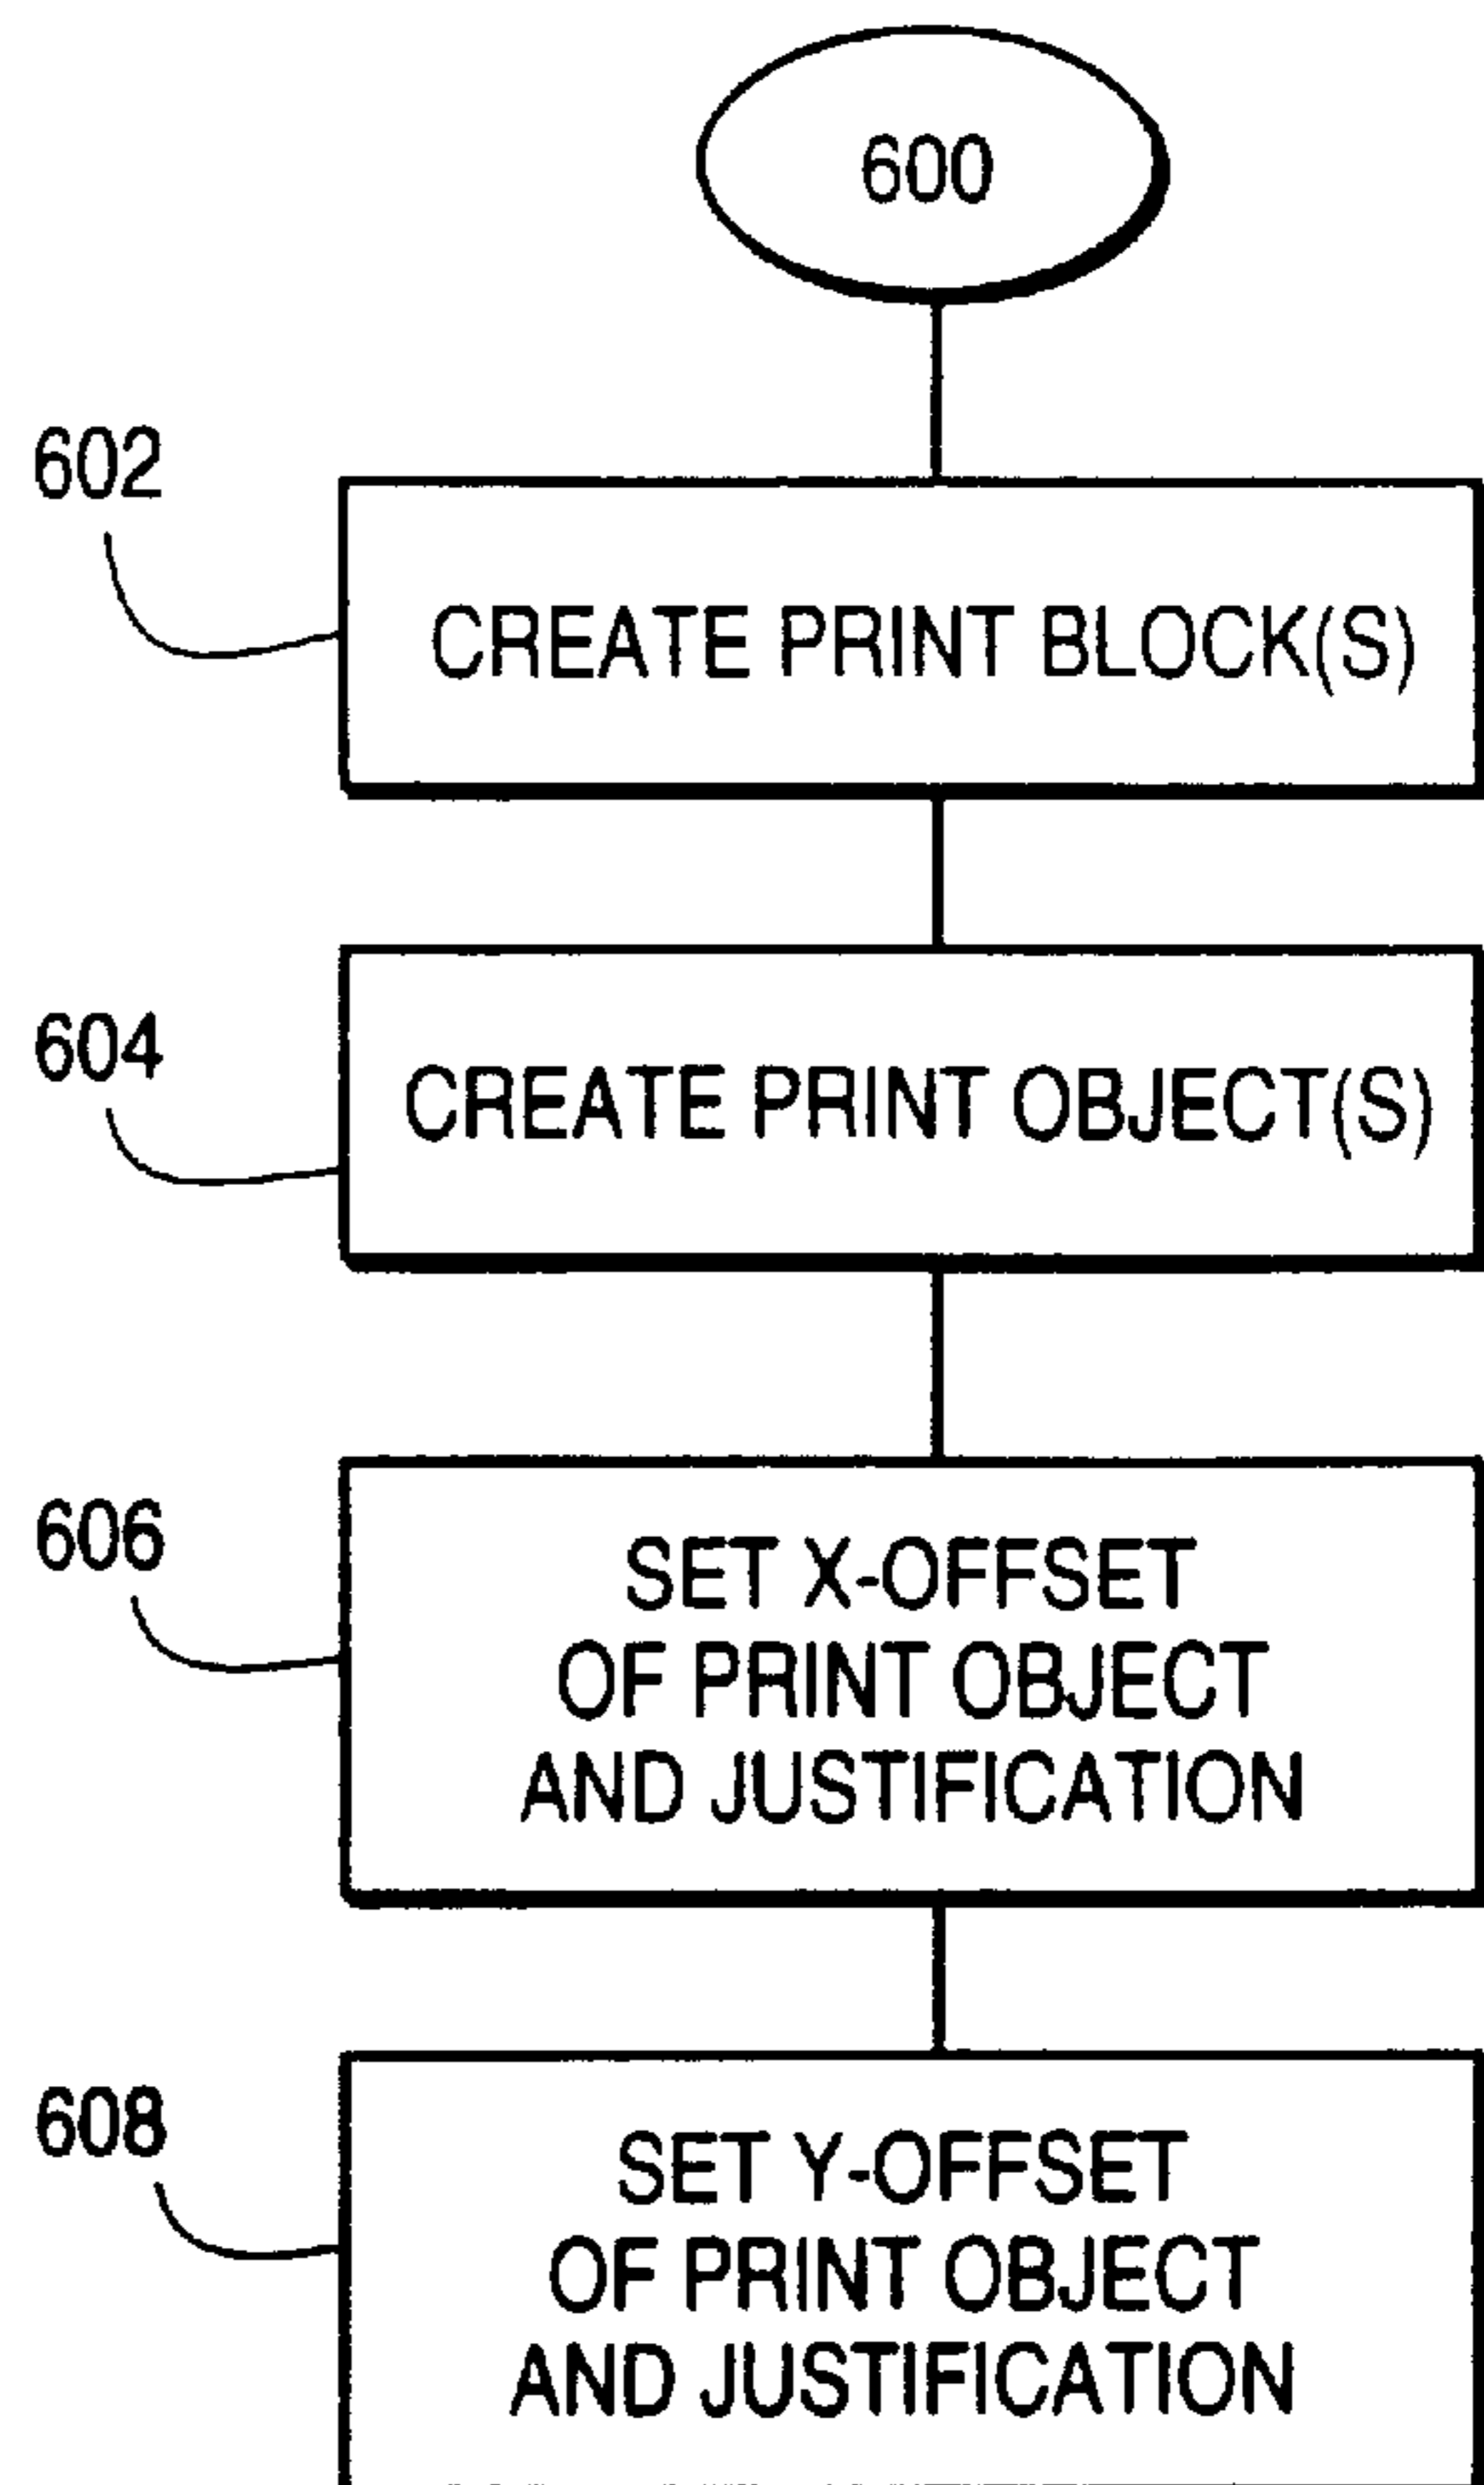 600
602
CREATE PRINT BLOCK(S)
604
CREATE PRINT OBJECT(S)
606
SET X-OFFSET
OF PRINT OBJECT
AND JUSTIFICATION
608
SET Y-OFFSET
OF PRINT OBJECT
AND JUSTIFICATION